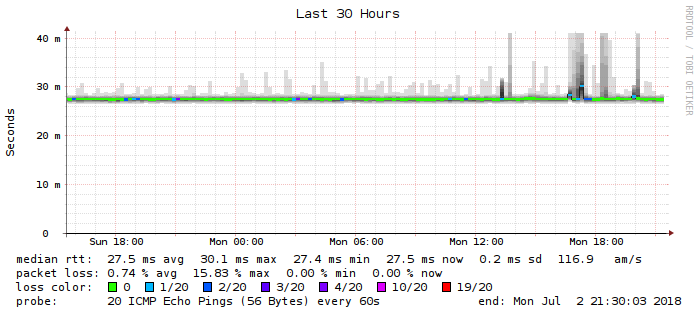 Last 30 Hours
RRDTOOL / TOBI OETIKER
Seconds
40 m
30 m
20 m
10 m
0
Sun 18:00 Mon 00:00 Mon 06:00 Mon 12:00 Mon 18:00
median rtt: 27.5 ms avg 30.1 ms max 27.4 ms min 27.5 ms now 0.2 ms sd 116.9 am/s
packet loss: 0.74 % avg 15.83 % max 0.00 % min 0.00 % now
loss color: 0 1/20 2/20 3/20 4/20 10/20 19/20
probe: 20 ICMP Echo Pings (56 Bytes) every 60s end: Mon Jul 2 21:30:03 2018